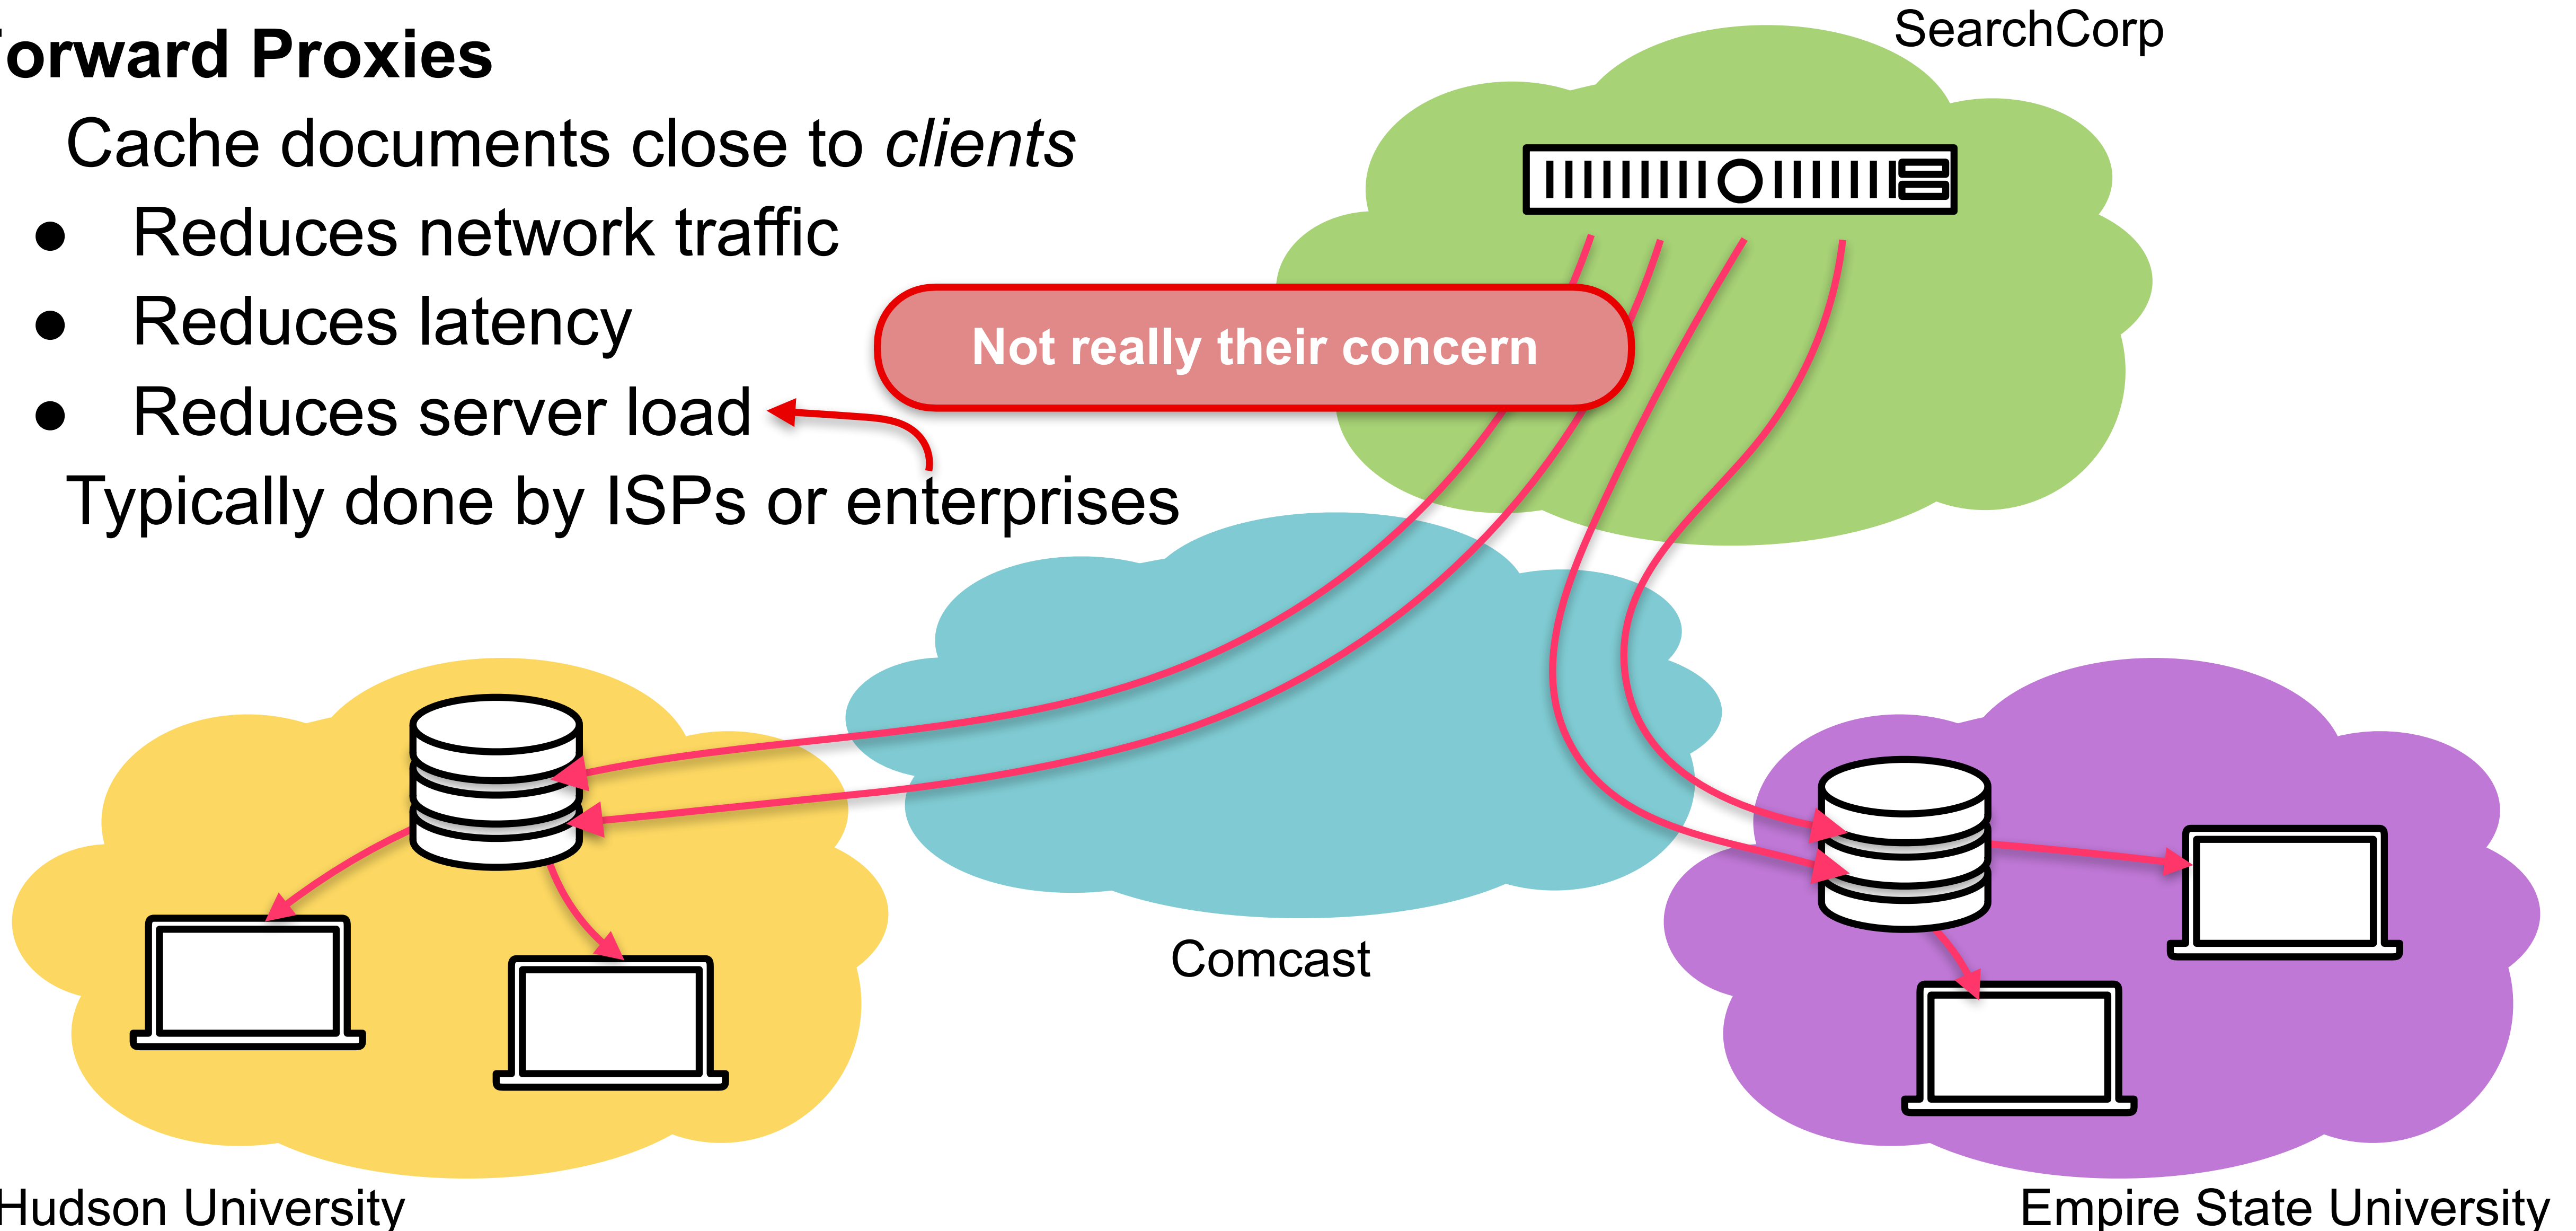 orward Proxies
Cache documents close to clients
● Reduces network traffic
● Reduces latency
● Reduces server load
Typically done by ISPs or enterprises
Not really their concern
SearchCorp
Comcast
Hudson University
Empire State University